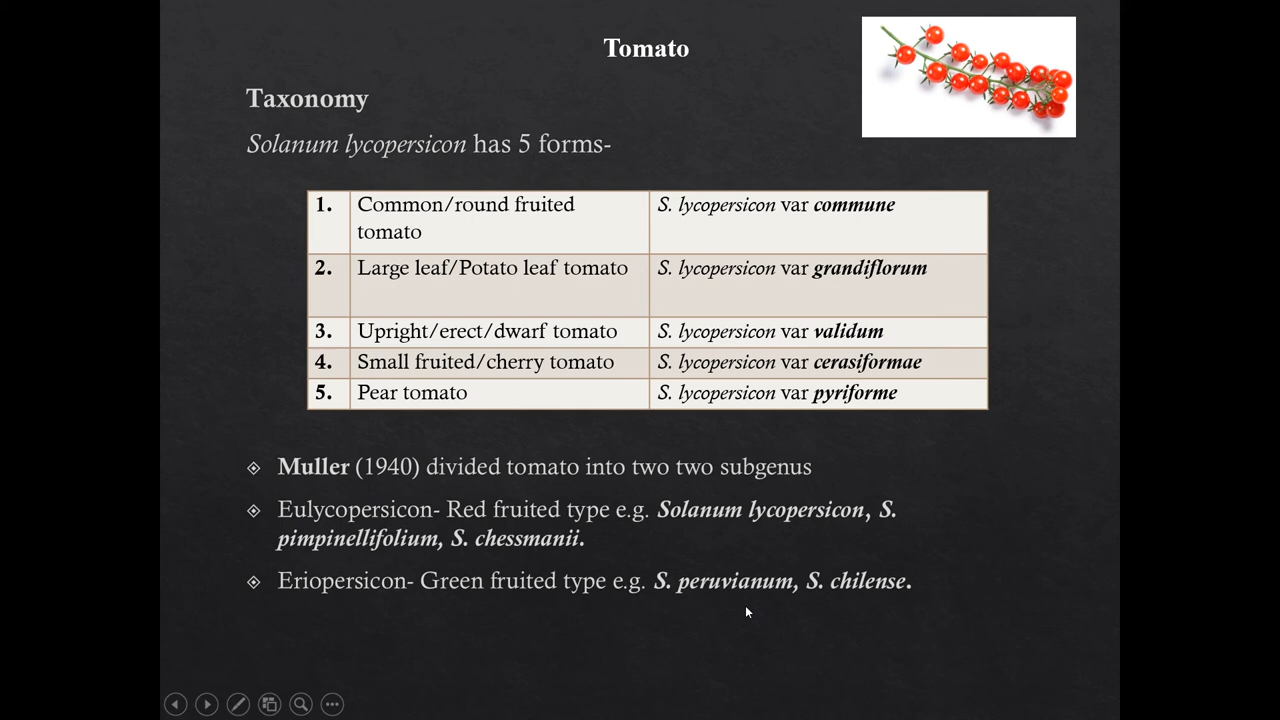 Tomato
Taxonomy
Solanum lycopersicon has 5 forms-
1. Common/round fruited S. lycopersicon var commune
tomato
2. Large leaf/Potato leaf tomato S. lycopersicon var grandiflorum
3. Upright/erect/dwarf tomato S. lycopersicon var validum
4. Small fruited/cherry tomato S. lycopersicon var cerasiformae
5. Pear tomato S. lycopersicon var pyriforme
Muller (1940) divided tomato into two two subgenus
Eulycopersicon- Red fruited type e.g. Solanum lycopersicon, S.
pimpinellifolium, S. chessmanii.
Eriopersicon- Green fruited type e.g. S. peruvianum, S. chilense.